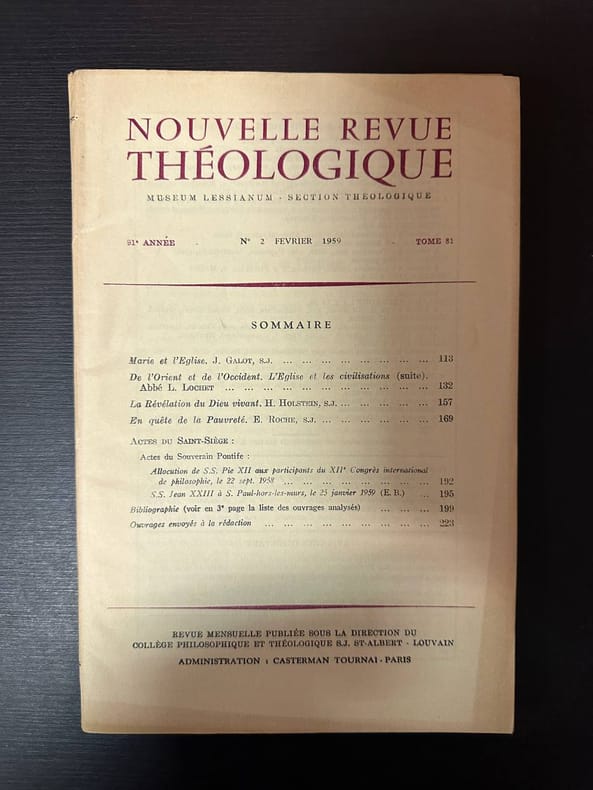 NOUVELLE REVUE
THÉOLOGIQUE
MUSEUM LESSIANUM - SECTION THEOLOGIQUE
91e ANNÉE . N° 2 FEVRIER 1959 . TOME 81
SOMMAIRE
Marie et l'Eglise. J. GALOT, S.J. ... ... ... ... ... ... ... ... 113
De l'Orient et de l'Occident. L'Eglise et les civilisations (suite).
Abbé L. LOCHET ... ... ... ... ... ... ... ... ... ... 132
La Révélation du Dieu vivant. H. HOLSTEIN, S.J. ... ... ... ... ... 157
En quête de la Pauvreté. E. ROCHE, S.J. ... ... ... ... ... ... 169
ACTES DU SAINT-SIÈGE :
Actes du Souverain Pontife :
Allocution de S.S. Pie XII aux participants du XIIe Congrès international
de philosophie, le 22 sept. 1958 ... ... ... ... ... ... ... 192
S.S. Jean XXIII à S. Paul-hors-les-murs, le 25 janvier 1959 (E. B.) ... 195
Bibliographie (voir en 3e page la liste des ouvrages analysés) ... ... ... 199
Ouvrages envoyés à la rédaction ... ... ... ... ... ... ... ... 223
REVUE MENSUELLE PUBLIÉE SOUS LA DIRECTION DU
COLLÈGE PHILOSOPHIQUE ET THÉOLOGIQUE S.J. ST-ALBERT - LOUVAIN
ADMINISTRATION : CASTERMAN TOURNAI - PARIS